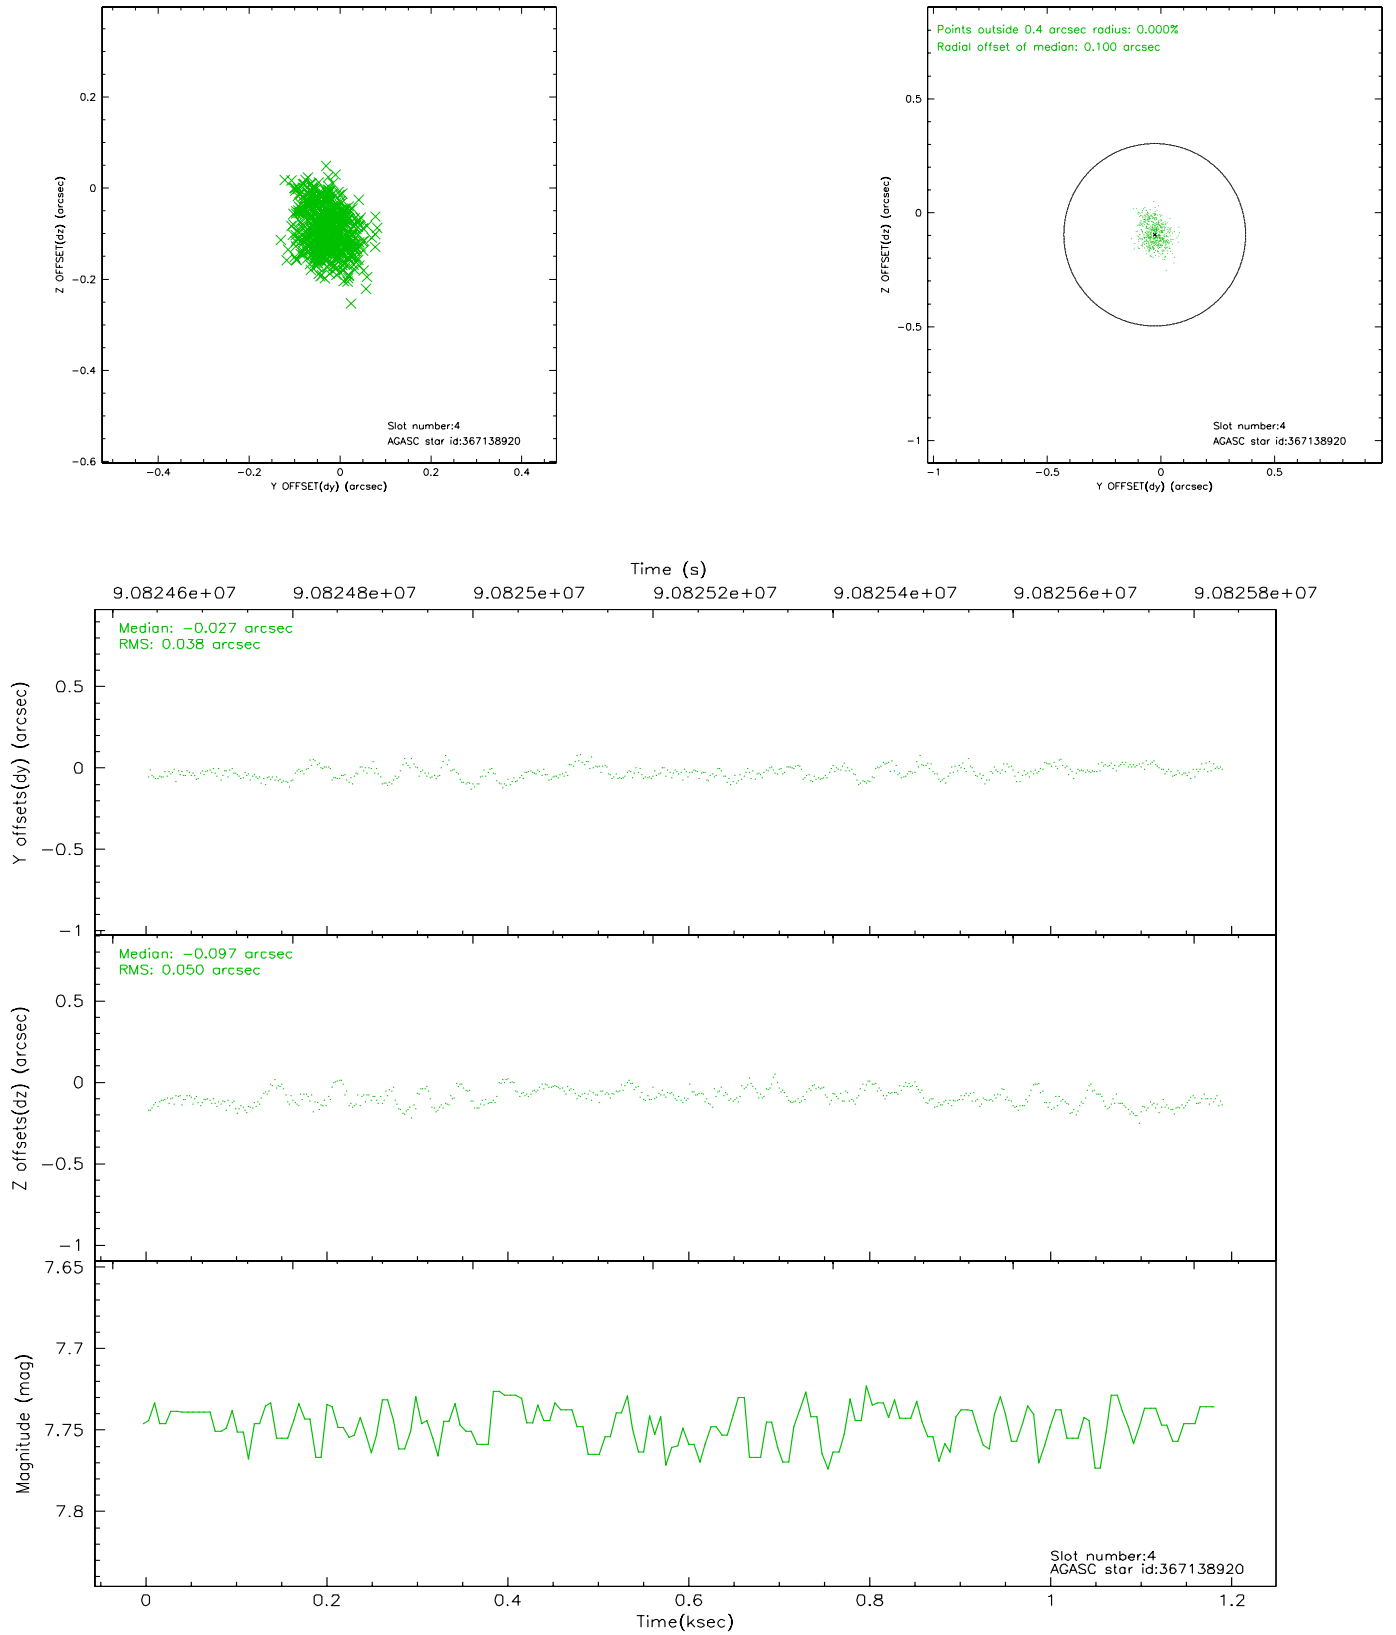 0.2
0
-0.2
-0.4
-0.6
-0.4
-0.2
0
0.2
0.4
Z OFFSET(dz) (arcsec)
Y OFFSET(dy) (arcsec)
Slot number:4
AGASC star id:367138920
Points outside 0.4 arcsec radius: 0.000%
Radial offset of median: 0.100 arcsec
0.5
0
-0.5
-1
-1
-0.5
0
0.5
Z OFFSET(dz) (arcsec)
Y OFFSET(dy) (arcsec)
Slot number:4
AGASC star id:367138920
Time (s)
9.08246e+07
9.08248e+07
9.0825e+07
9.08252e+07
9.08254e+07
9.08256e+07
9.08258e+07
Median: -0.027 arcsec
RMS: 0.038 arcsec
0.5
0
-0.5
-1
Y offsets(dy) (arcsec)
Median: -0.097 arcsec
RMS: 0.050 arcsec
0.5
0
-0.5
-1
Z offsets(dz) (arcsec)
7.65
7.7
7.75
7.8
Magnitude (mag)
Slot number:4
AGASC star id:367138920
0
0.2
0.4
0.6
0.8
1
1.2
Time(ksec)